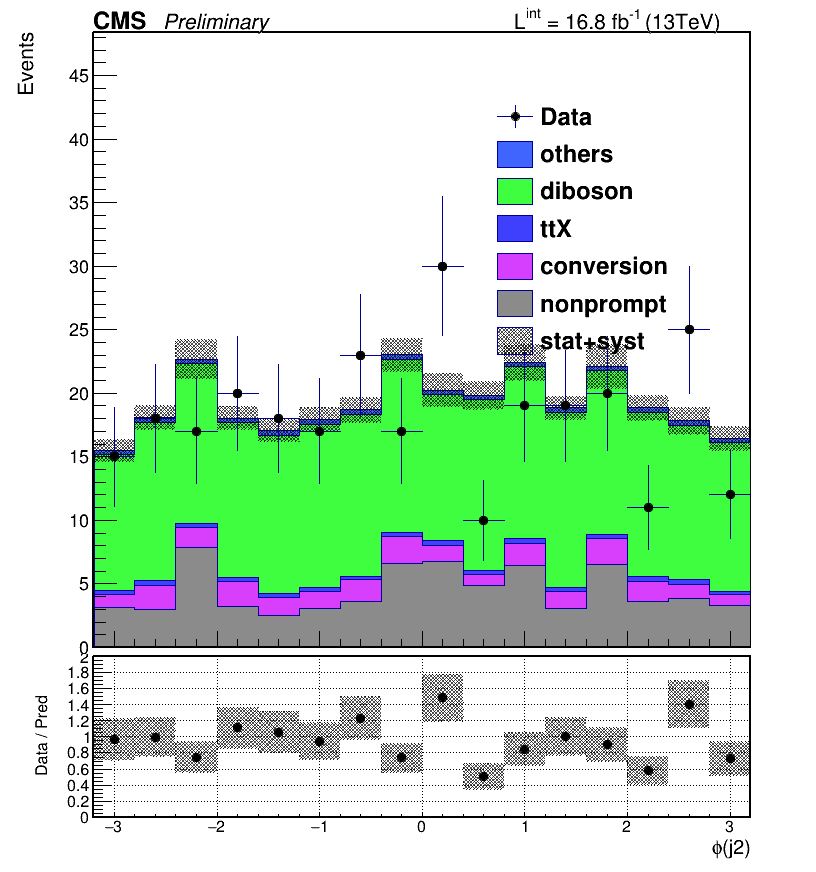 CMS Preliminary L^int = 16.8 fb^-1 (13TeV)
Events
45
40
35
30
25
20
15
10
5
0
Data
others
diboson
ttX
conversion
nonprompt
stat+syst
Data / Pred
2
1.8
1.6
1.4
1.2
1
0.8
0.6
0.4
0.2
0
−3 −2 −1 0 1 2 3
ϕ(j2)